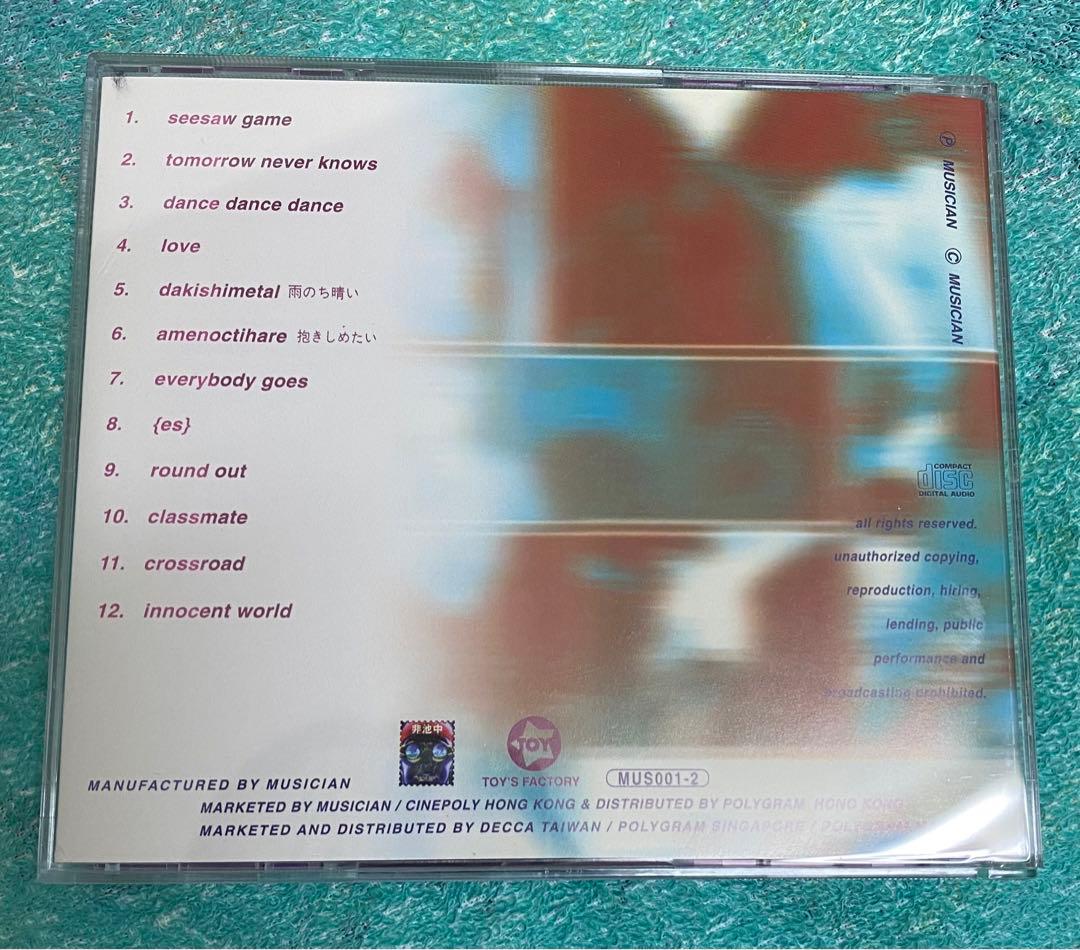 1. seesaw game
2. tomorrow never knows
3. dance dance dance
4. love
5. dakishimetal 雨のち晴い
6. amenoctihare 抱きしめたい
7. everybody goes
8. {es}
9. round out
10. classmate
11. crossroad
12. innocent world
Ⓟ MUSICIAN © MUSICIAN
COMPACT
disc
DIGITAL AUDIO
all rights reserved.
unauthorized copying,
reproduction, hiring,
lending, public
performance and
broadcasting prohibited.
非池中
TOY
TOY'S FACTORY
MUS001-2
MANUFACTURED BY MUSICIAN
MARKETED BY MUSICIAN / CINEPOLY HONG KONG & DISTRIBUTED BY POLYGRAM HONG KONG
MARKETED AND DISTRIBUTED BY DECCA TAIWAN / POLYGRAM SINGAPORE /